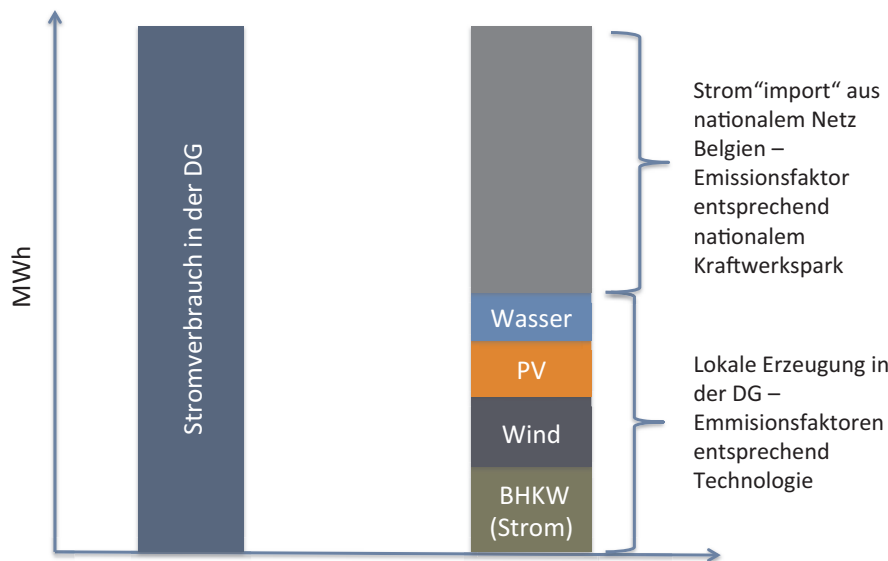 MWh
Stromverbrauch in der DG
Wasser
PV
Wind
BHKW
(Strom)
Strom“import“ aus
nationalem Netz
Belgien –
Emissionsfaktor
entsprechend
nationalem
Kraftwerkspark
Lokale Erzeugung in
der DG –
Emmisionsfaktoren
entsprechend
Technologie